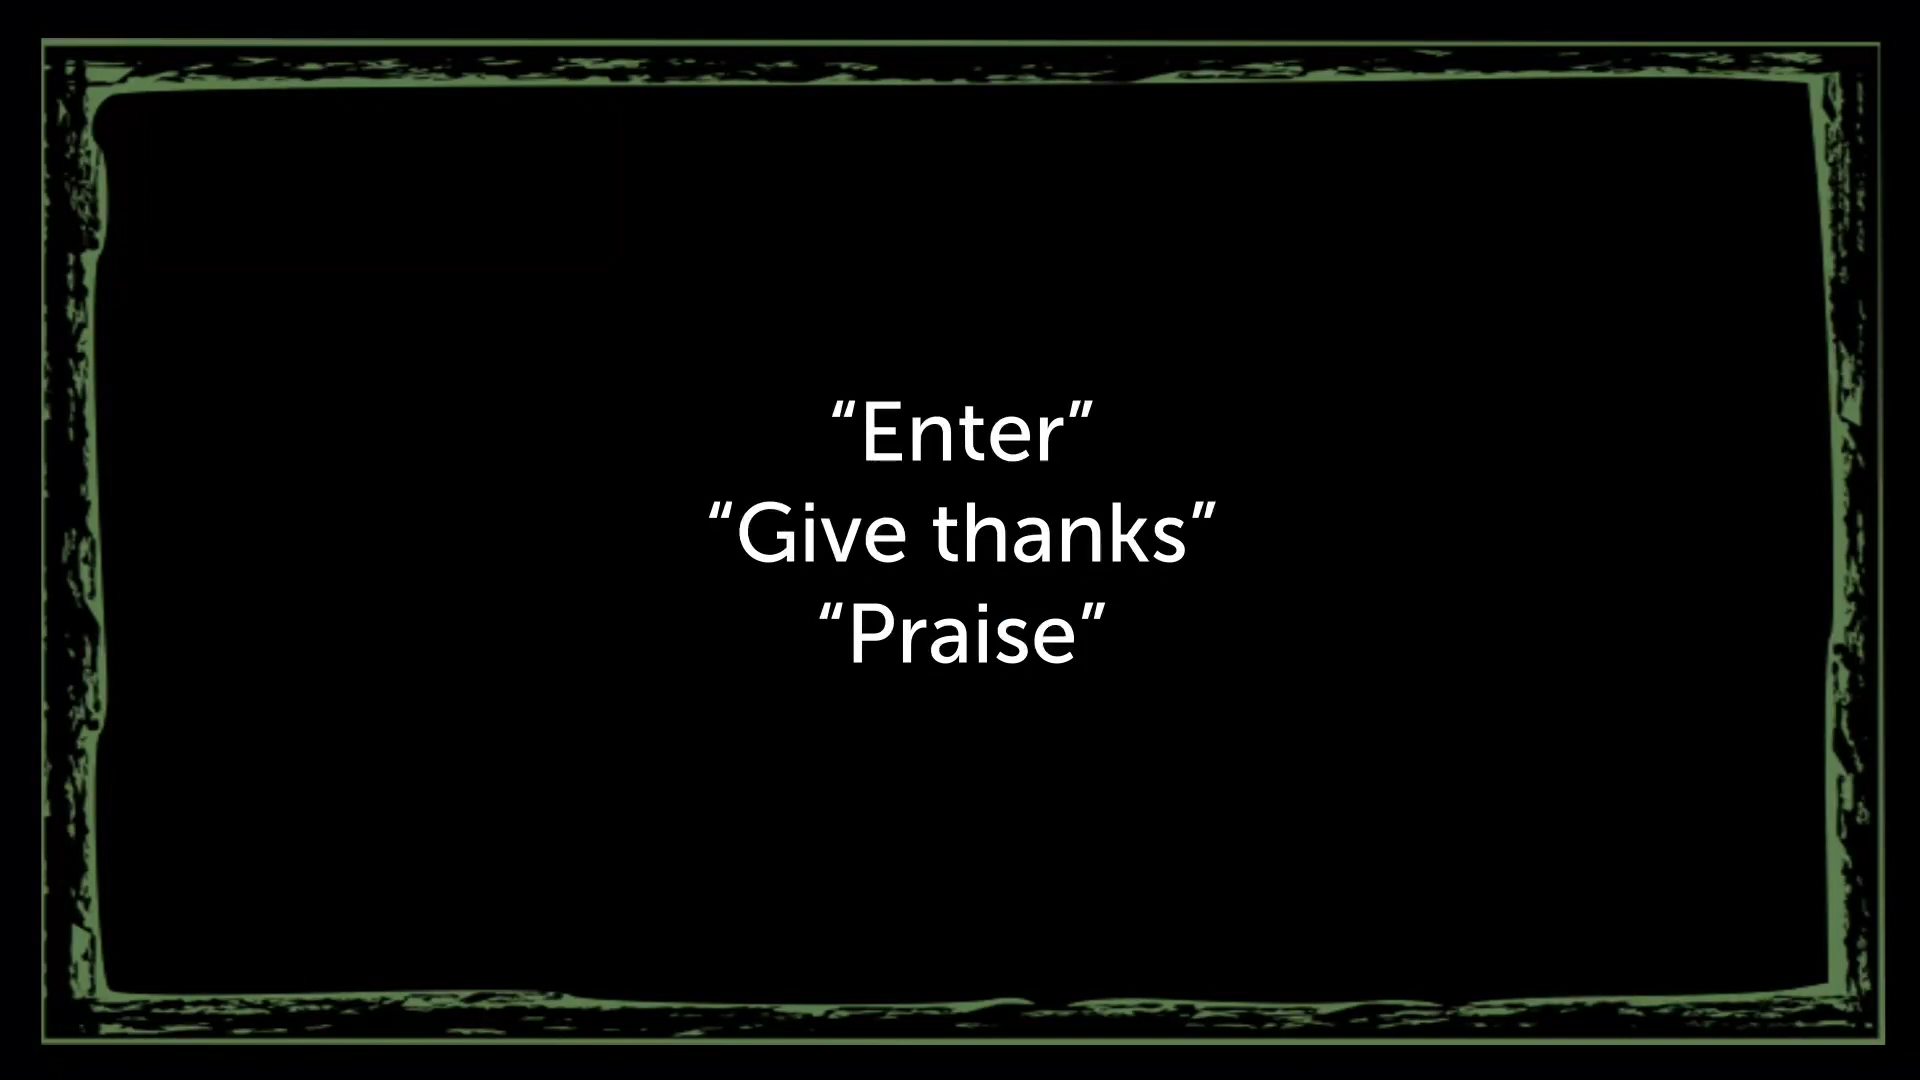 “Enter”
“Give thanks”
“Praise”